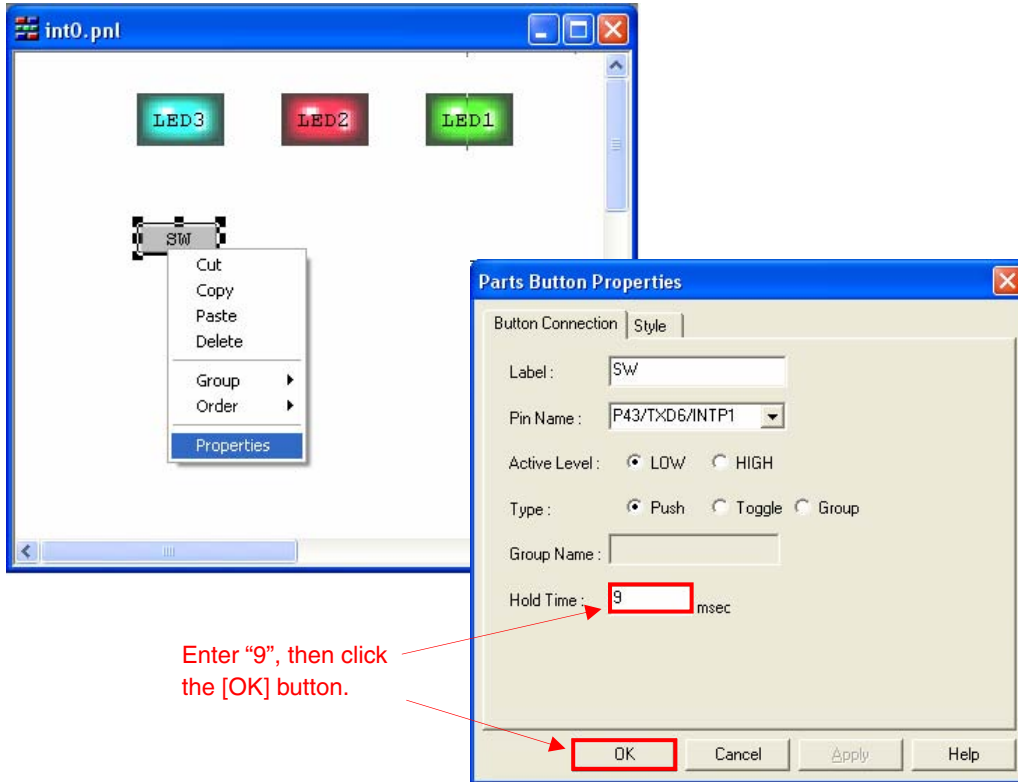 int0.pnl
LED3 LED2 LED1
SW
Cut
Copy
Paste
Delete
Group
Order
Properties
Parts Button Properties
Button Connection Style
Label : SW
Pin Name : P43/TXD6/INTP1
Active Level : LOW HIGH
Type : Push Toggle Group
Group Name :
Hold Time : 9 msec
Enter “9”, then click
the [OK] button.
OK Cancel Apply Help